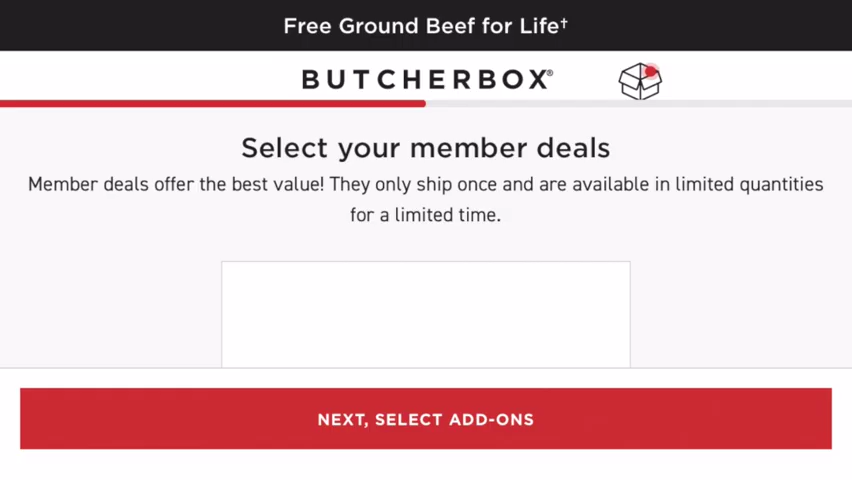 Free Ground Beef for Life†
BUTCHERBOX®
Select your member deals
Member deals offer the best value! They only ship once and are available in limited quantities
for a limited time.
NEXT, SELECT ADD-ONS